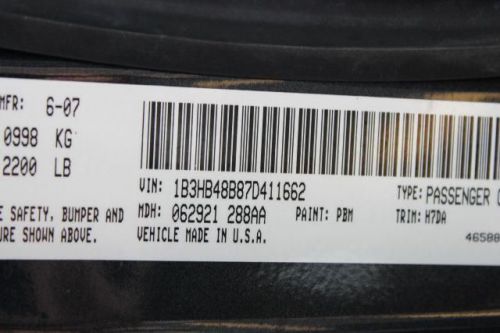 MFR: 6-07
0998 KG
2200 LB
VIN: 1B3HB48B87D411662
TYPE: PASSENGER
E SAFETY, BUMPER AND
MDH: 062921 288AA
PAINT: PBM
TRIM: H7DA
URE SHOWN ABOVE.
VEHICLE MADE IN U.S.A.
46588